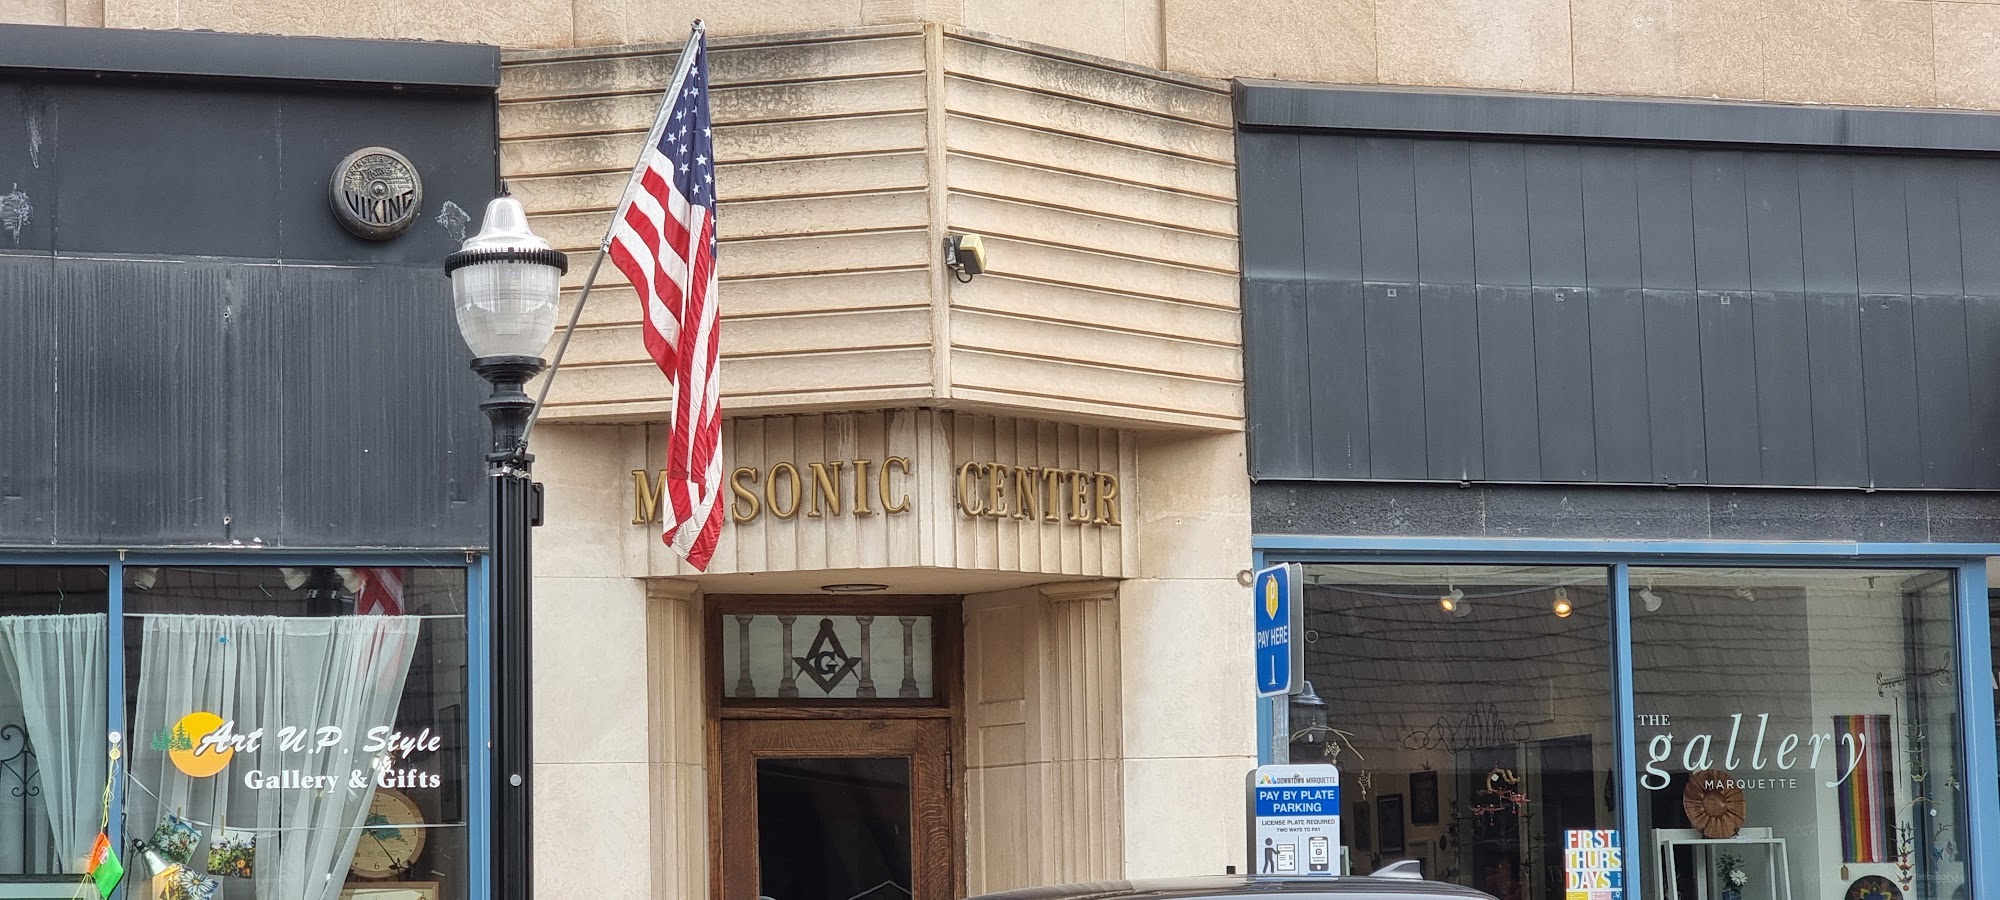 VIKING
M SONIC CENTER
G
Art U.P. Style
Gallery & Gifts
P
PAY HERE
DOWNTOWN MARQUETTE
PAY BY PLATE
PARKING
LICENSE PLATE REQUIRED
TWO WAYS TO PAY
THE
gallery
MARQUETTE
FIRST
THURS
DAYS